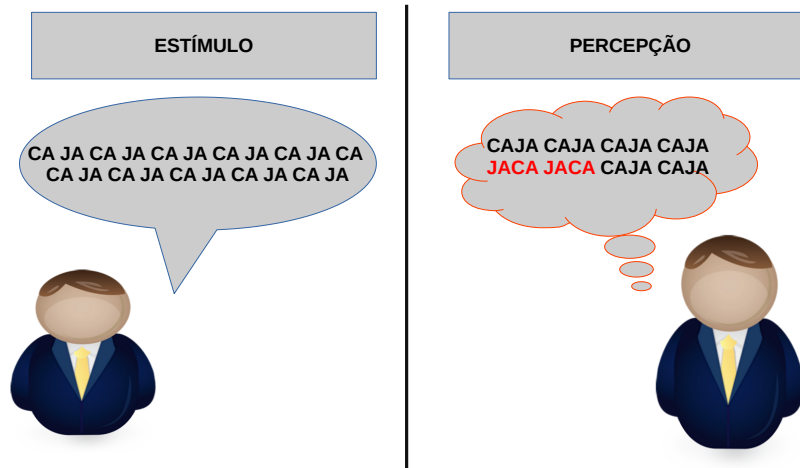 ESTÍMULO
CA JA CA JA CA JA CA JA CA JA CA
CA JA CA JA CA JA CA JA CA JA
PERCEPÇÃO
CAJA CAJA CAJA CAJA
JACA JACA CAJA CAJA